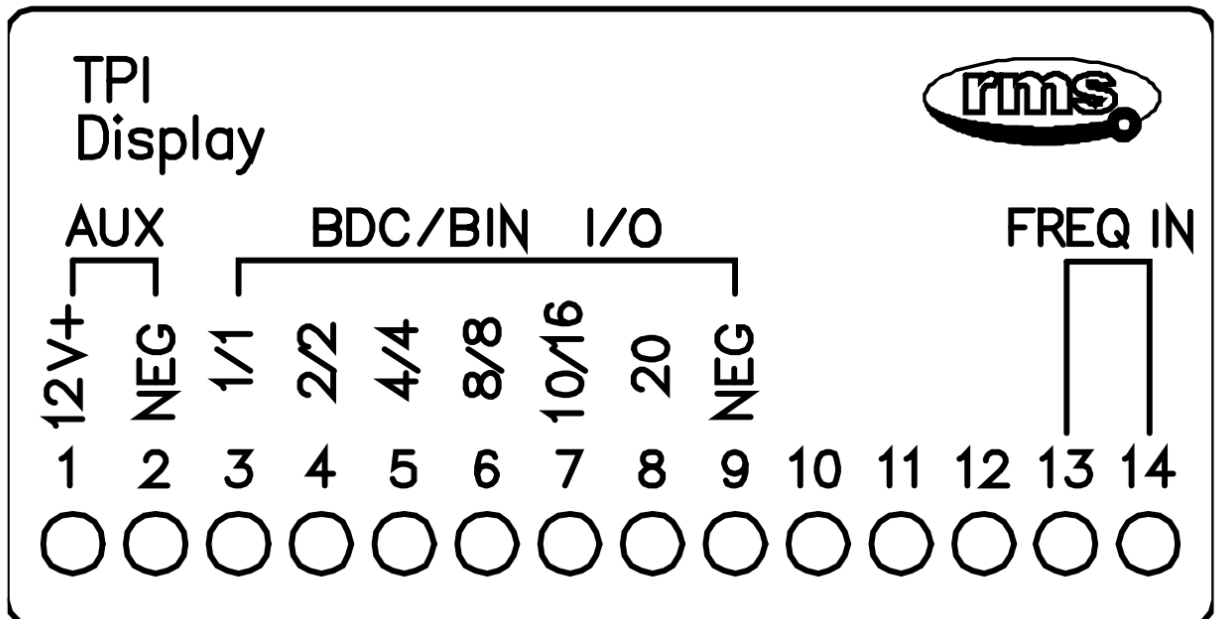 TPI
Display
rms
AUX BDC/BIN I/O FREQ IN
12V+ NEG 1/1 2/2 4/4 8/8 10/16 20 NEG
1 2 3 4 5 6 7 8 9 10 11 12 13 14